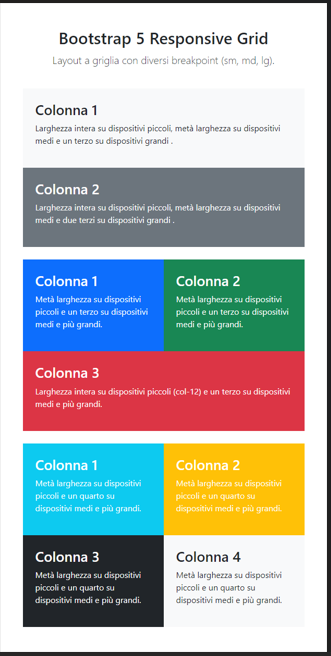 Bootstrap 5 Responsive Grid
Layout a griglia con diversi breakpoint (sm, md, lg).
Colonna 1
Larghezza intera su dispositivi piccoli, metà larghezza su dispositivi
medi e un terzo su dispositivi grandi .
Colonna 2
Larghezza intera su dispositivi piccoli, metà larghezza su dispositivi
medi e due terzi su dispositivi grandi .
Colonna 1
Metà larghezza su dispositivi
piccoli e un terzo su dispositivi
medi e più grandi.
Colonna 2
Metà larghezza su dispositivi
piccoli e un terzo su dispositivi
medi e più grandi.
Colonna 3
Larghezza intera su dispositivi piccoli (col-12) e un terzo su dispositivi
medi e più grandi.
Colonna 1
Metà larghezza su dispositivi
piccoli e un quarto su
dispositivi medi e più grandi.
Colonna 2
Metà larghezza su dispositivi
piccoli e un quarto su
dispositivi medi e più grandi.
Colonna 3
Metà larghezza su dispositivi
piccoli e un quarto su
dispositivi medi e più grandi.
Colonna 4
Metà larghezza su dispositivi
piccoli e un quarto su
dispositivi medi e più grandi.